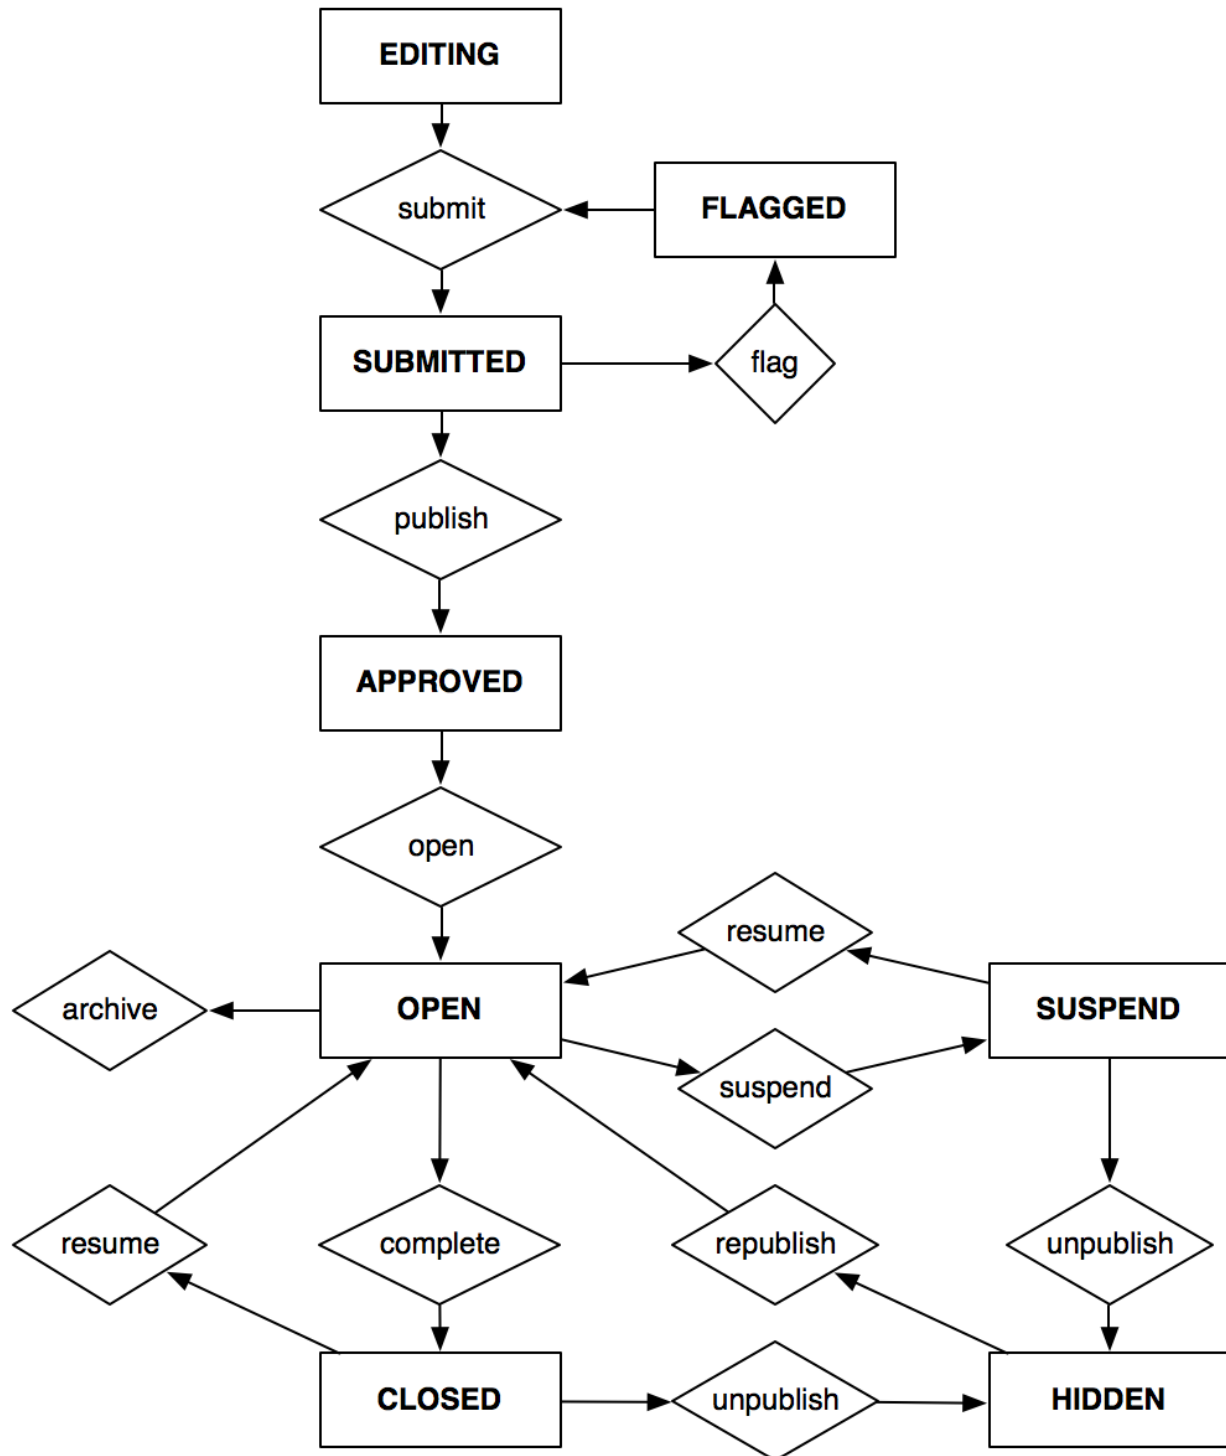 EDITING
submit
FLAGGED
SUBMITTED
flag
publish
APPROVED
open
resume
archive
OPEN
SUSPEND
suspend
resume
complete
republish
unpublish
CLOSED
unpublish
HIDDEN